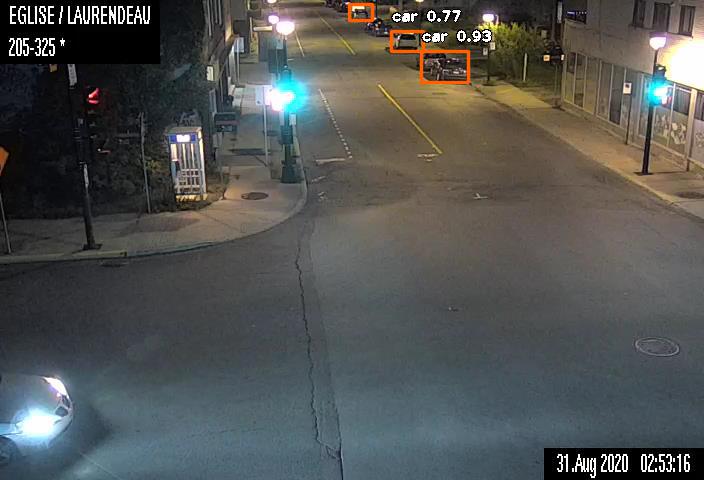 EGLISE / LAURENDEAU
205-325 *
car 0.77
car 0.93
31.Aug 2020 02:53:16